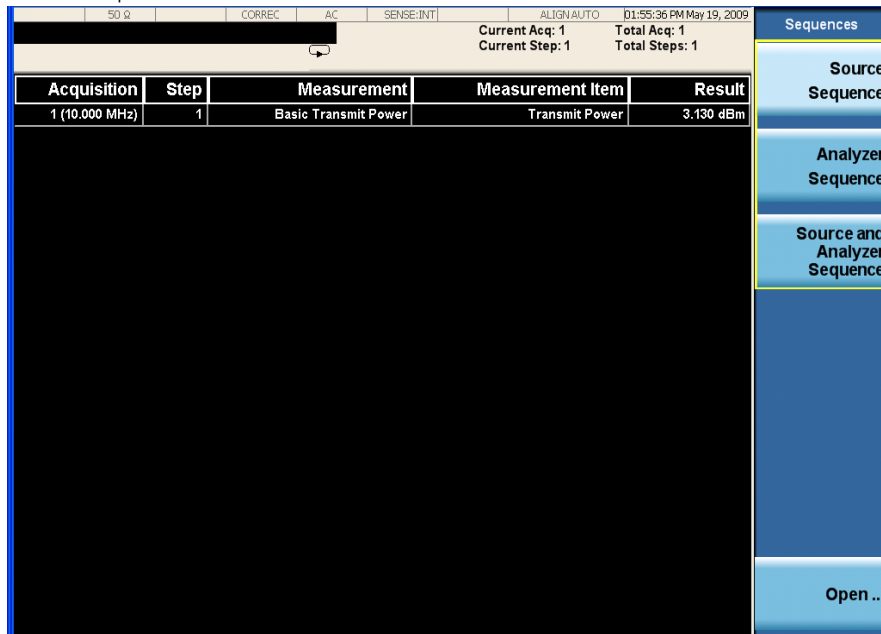 50 Ω CORREC AC SENSE:INT ALIGN AUTO 01:55:36 PM May 19, 2009
Current Acq: 1 Total Acq: 1
Current Step: 1 Total Steps: 1
Acquisition Step Measurement Measurement Item Result
1 (10.000 MHz) 1 Basic Transmit Power Transmit Power 3.130 dBm
Sequences
Source
Sequence
Analyzer
Sequence
Source and
Analyzer
Sequence
Open ..